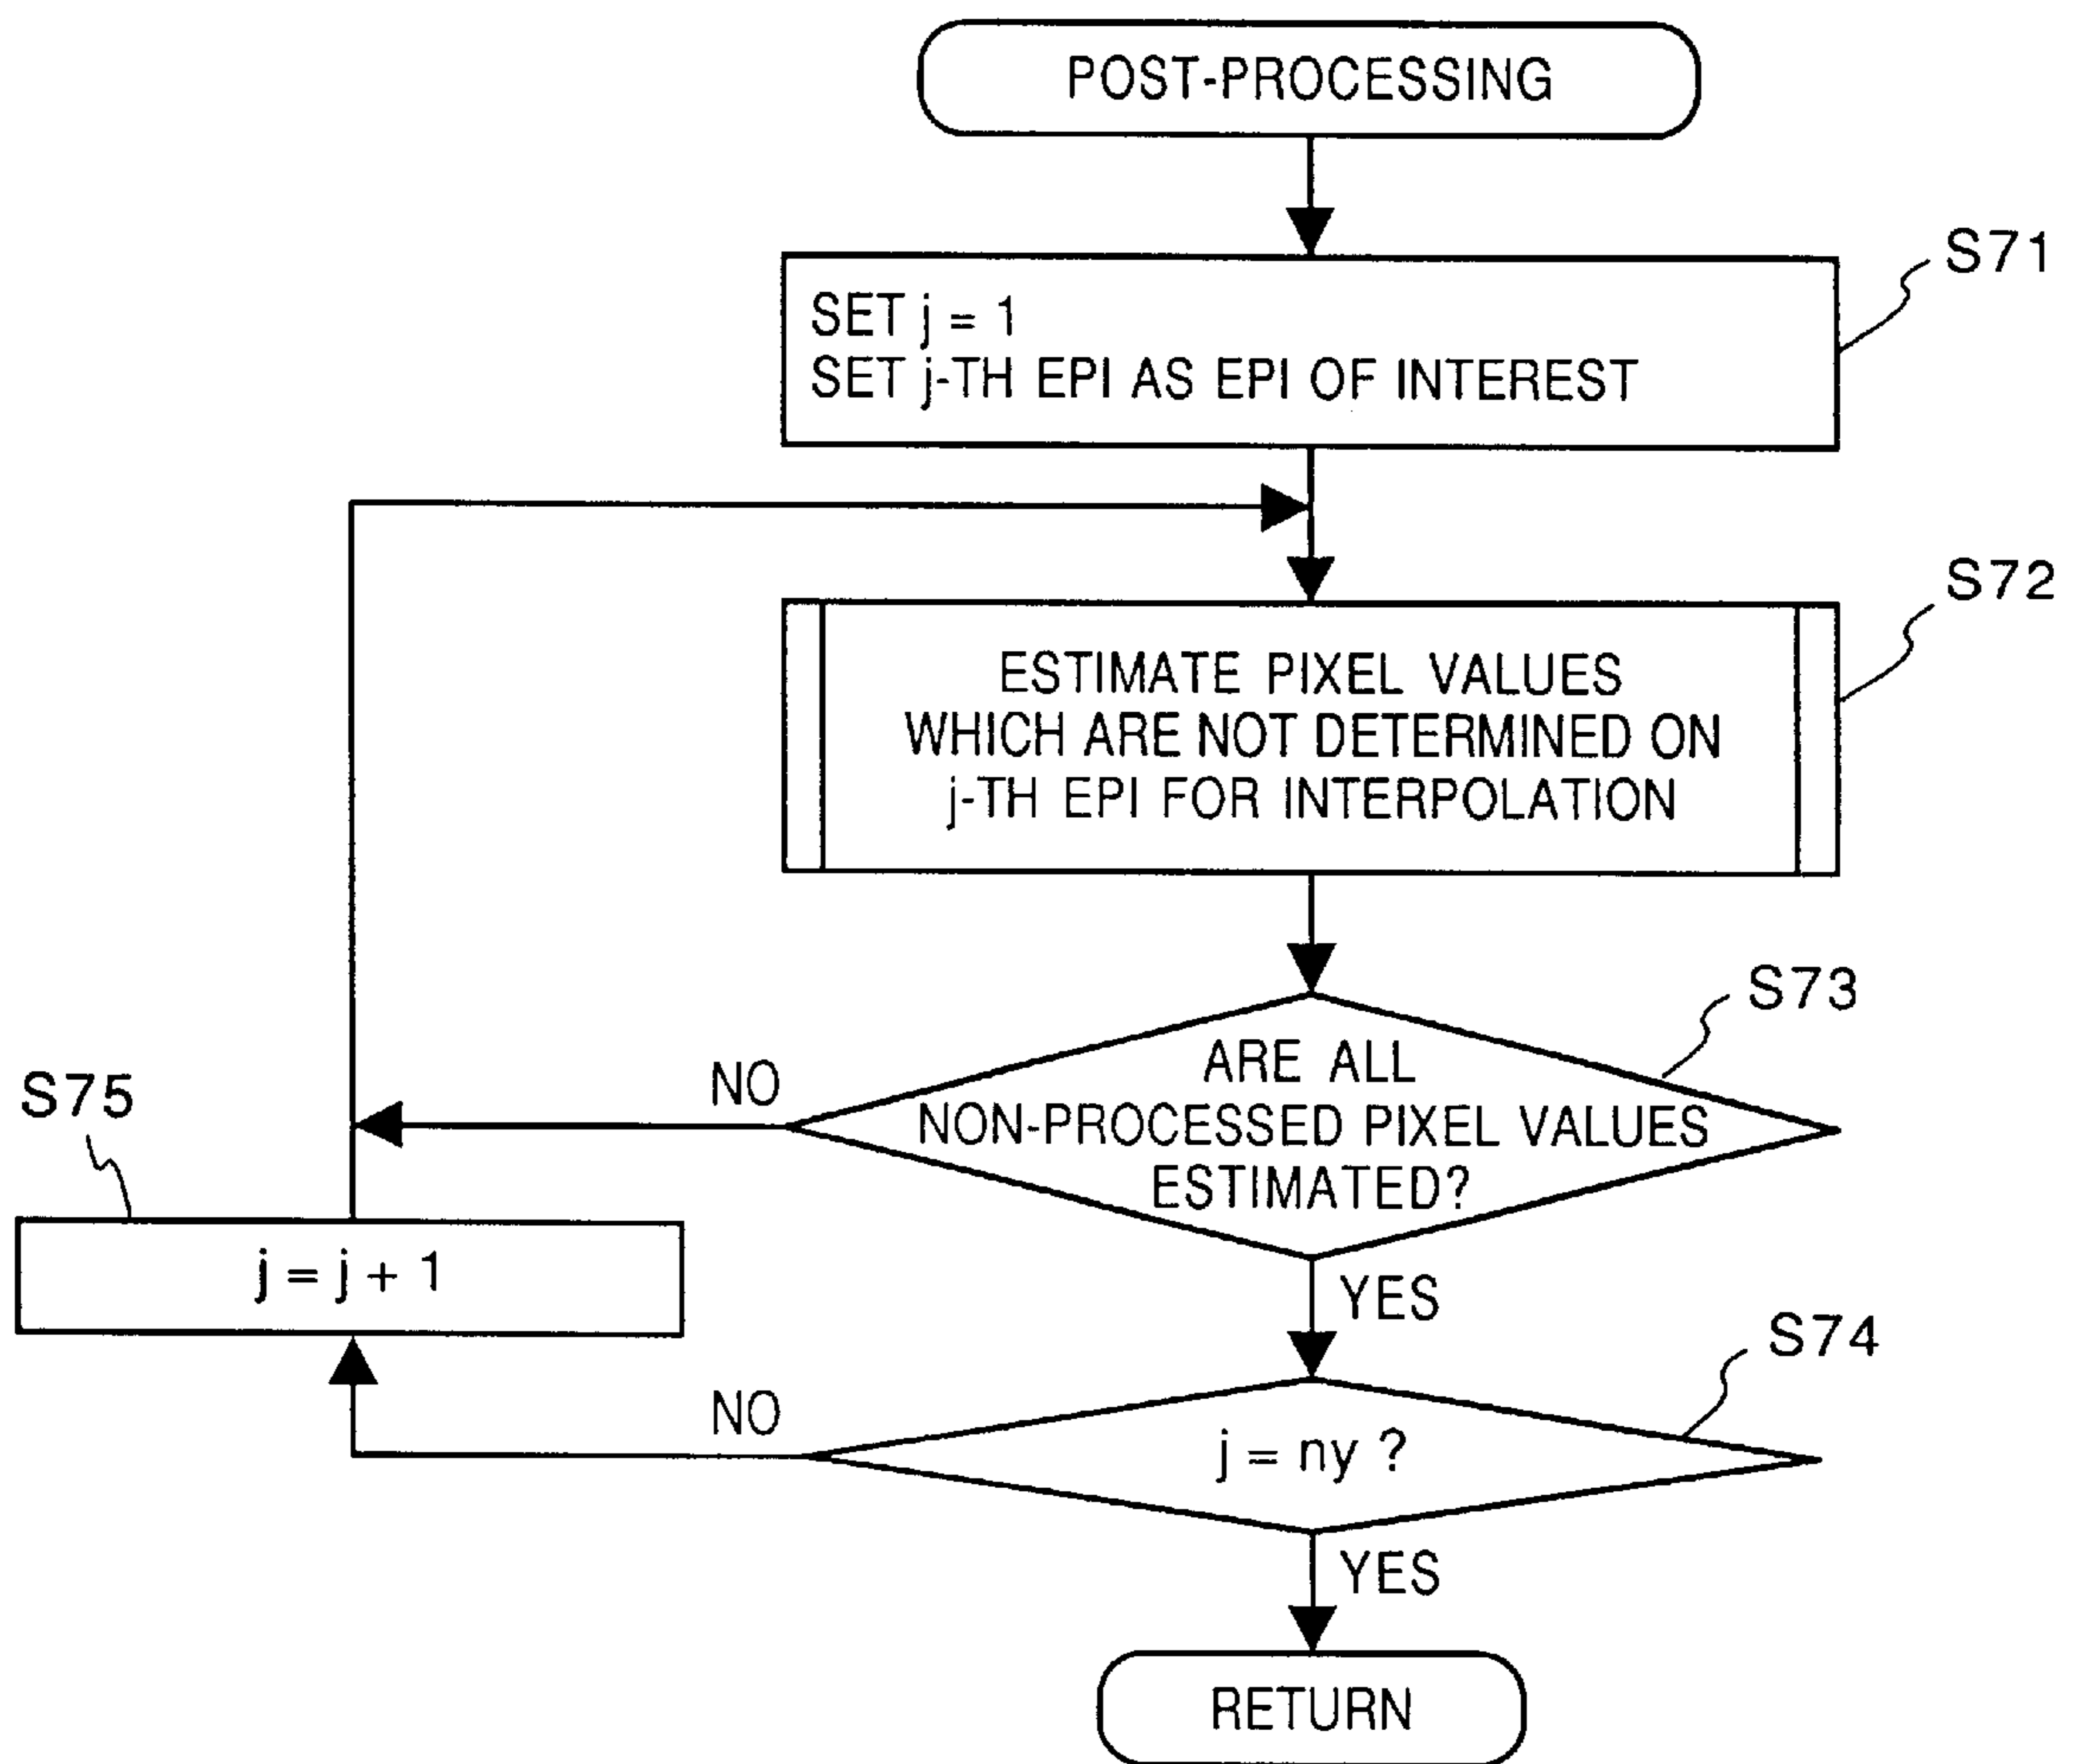 POST-PROCESSING
S71
SET j = 1
SET j-TH EPI AS EPI OF INTEREST
S72
ESTIMATE PIXEL VALUES
WHICH ARE NOT DETERMINED ON
j-TH EPI FOR INTERPOLATION
S73
ARE ALL
NON-PROCESSED PIXEL VALUES
ESTIMATED?
NO
S75
YES
j = j + 1
S74
NO
j = ny ?
YES
RETURN